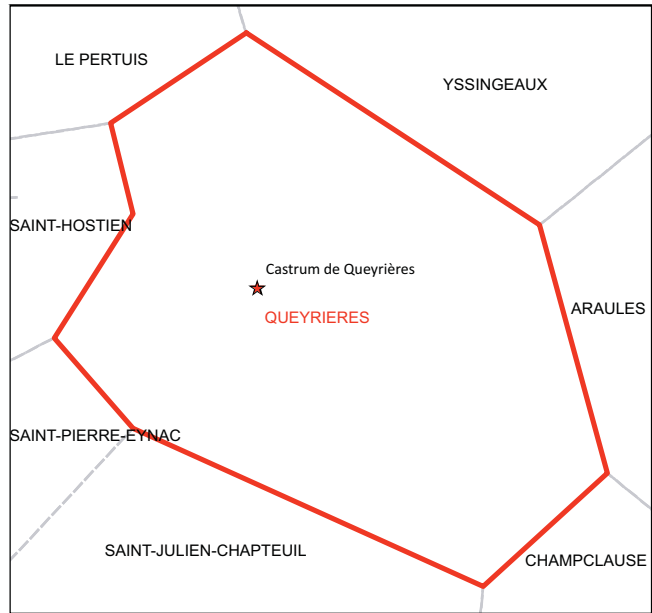 LE PERTUIS
YSSINGEAUX
SAINT-HOSTIEN
Castrum de Queyrières
ARAULES
QUEYRIERES
SAINT-PIERRE-EYNAC
SAINT-JULIEN-CHAPTEUIL
CHAMPCLAUSE